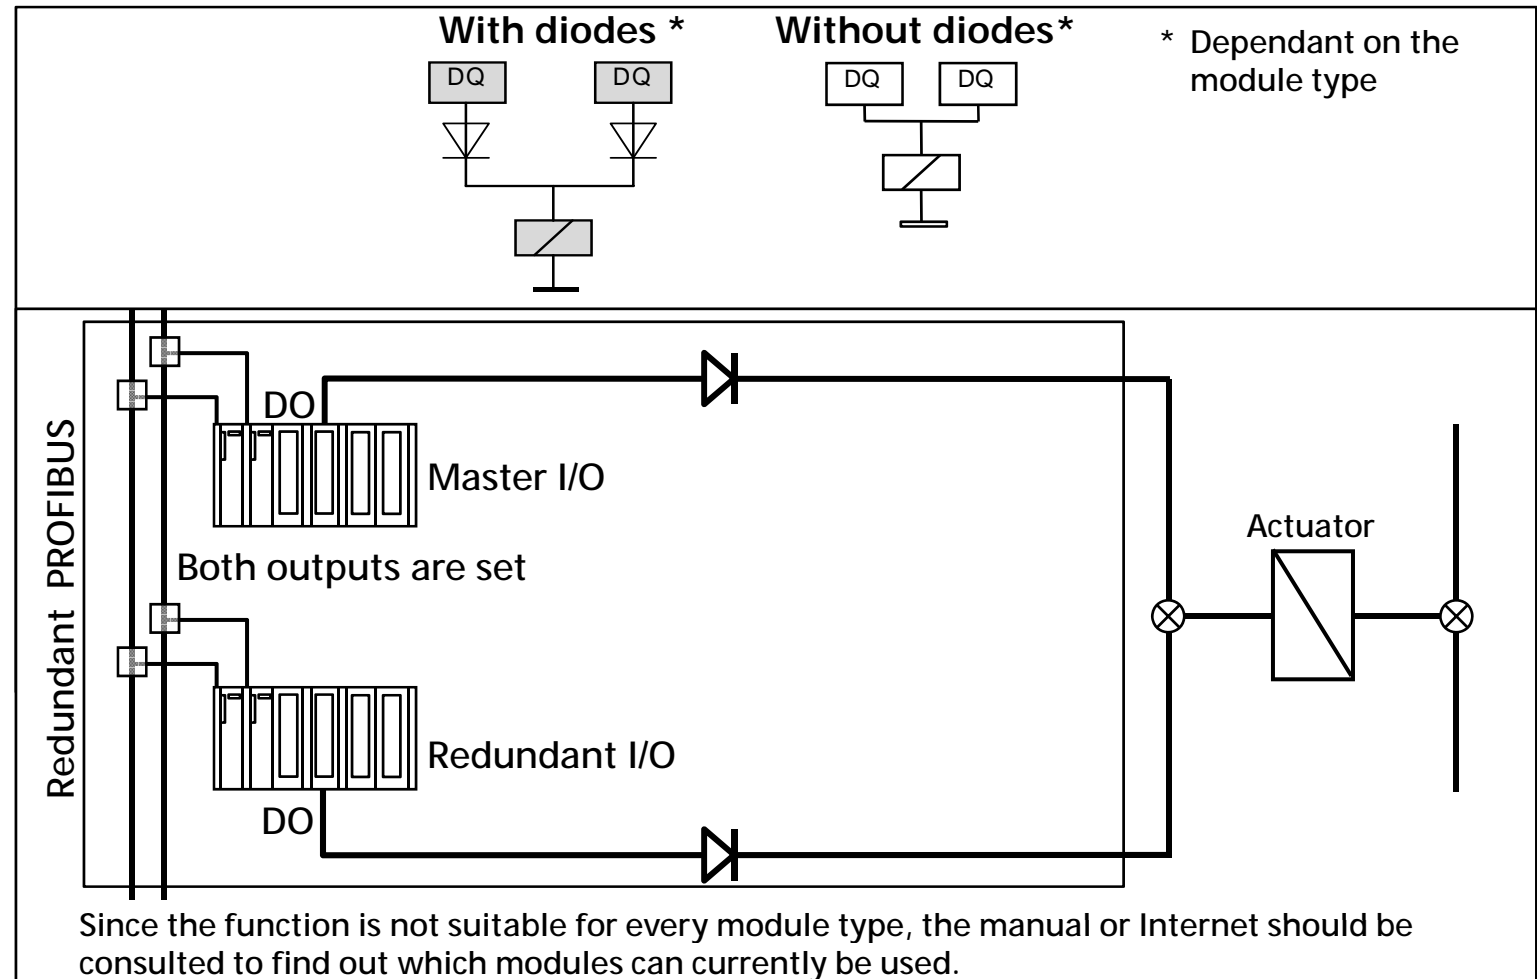 With diodes *
Without diodes*
* Dependant on the
module type
DQ
DQ
DQ
DQ
Redundant PROFIBUS
DO
Master I/O
Both outputs are set
Actuator
Redundant I/O
DO
Since the function is not suitable for every module type, the manual or Internet should be
consulted to find out which modules can currently be used.